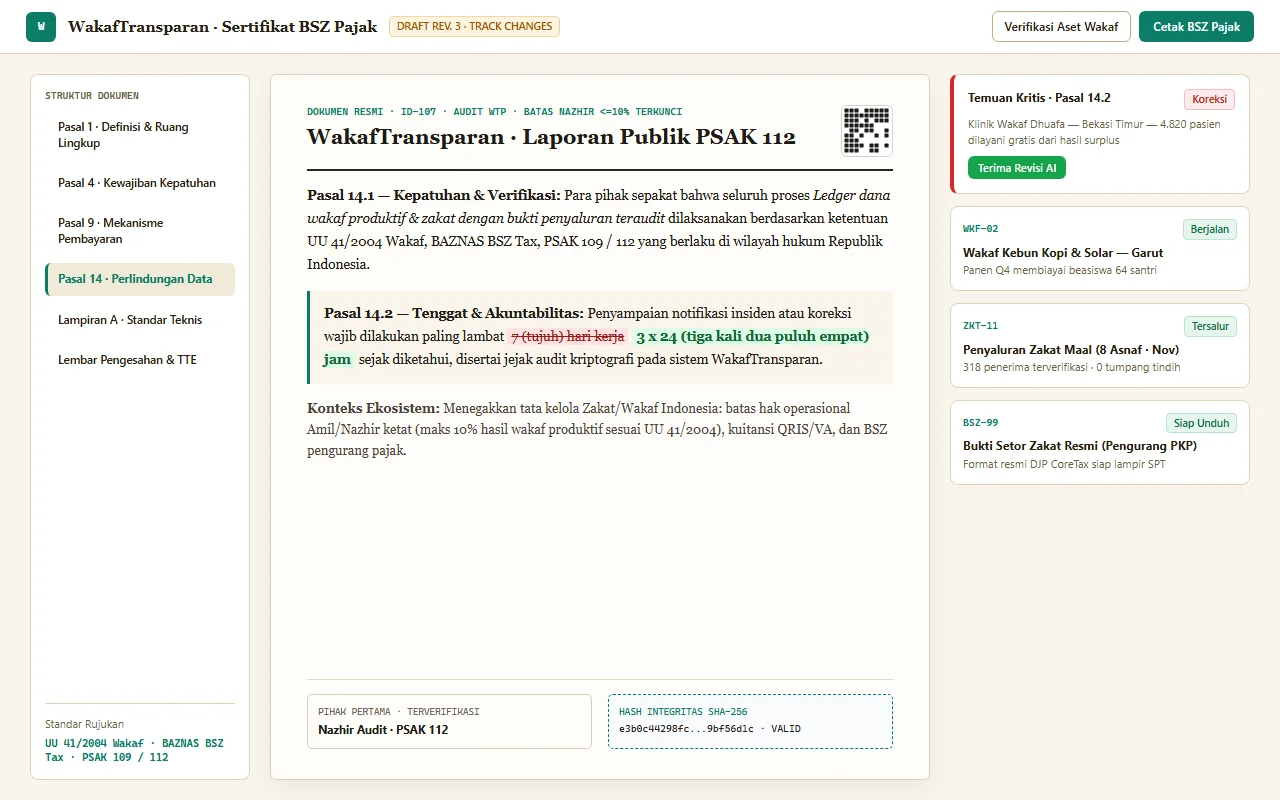 W
WakafTransparan · Sertifikat BSZ Pajak
DRAFT REV. 3 · TRACK CHANGES
Verifikasi Aset Wakaf
Cetak BSZ Pajak
STRUKTUR DOKUMEN
Pasal 1 · Definisi & Ruang
Lingkup
Pasal 4 · Kewajiban Kepatuhan
Pasal 9 · Mekanisme
Pembayaran
Pasal 14 · Perlindungan Data
Lampiran A · Standar Teknis
Lembar Pengesahan & TTE
Standar Rujukan
UU 41/2004 Wakaf · BAZNAS BSZ
Tax · PSAK 109 / 112
DOKUMEN RESMI · ID-107 · AUDIT WTP · BATAS NAZHIR <=10% TERKUNCI
WakafTransparan · Laporan Publik PSAK 112
Pasal 14.1 — Kepatuhan & Verifikasi: Para pihak sepakat bahwa seluruh proses Ledger dana
wakaf produktif & zakat dengan bukti penyaluran teraudit dilaksanakan berdasarkan ketentuan
UU 41/2004 Wakaf, BAZNAS BSZ Tax, PSAK 109 / 112 yang berlaku di wilayah hukum Republik
Indonesia.
Pasal 14.2 — Tenggat & Akuntabilitas: Penyampaian notifikasi insiden atau koreksi
wajib dilakukan paling lambat 7 (tujuh) hari kerja 3 x 24 (tiga kali dua puluh empat)
jam sejak diketahui, disertai jejak audit kriptografi pada sistem WakafTransparan.
Konteks Ekosistem: Menegakkan tata kelola Zakat/Wakaf Indonesia: batas hak operasional
Amil/Nazhir ketat (maks 10% hasil wakaf produktif sesuai UU 41/2004), kuitansi QRIS/VA, dan BSZ
pengurang pajak.
PIHAK PERTAMA · TERVERIFIKASI
Nazhir Audit · PSAK 112
HASH INTEGRITAS SHA-256
e3b0c44298fc...9bf56d1c · VALID
Temuan Kritis · Pasal 14.2
Koreksi
Klinik Wakaf Dhuafa — Bekasi Timur — 4.820 pasien
dilayani gratis dari hasil surplus
Terima Revisi AI
WKF-02
Berjalan
Wakaf Kebun Kopi & Solar — Garut
Panen Q4 membiayai beasiswa 64 santri
ZKT-11
Tersalur
Penyaluran Zakat Maal (8 Asnaf · Nov)
318 penerima terverifikasi · 0 tumpang tindih
BSZ-99
Siap Unduh
Bukti Setor Zakat Resmi (Pengurang PKP)
Format resmi DJP CoreTax siap lampir SPT